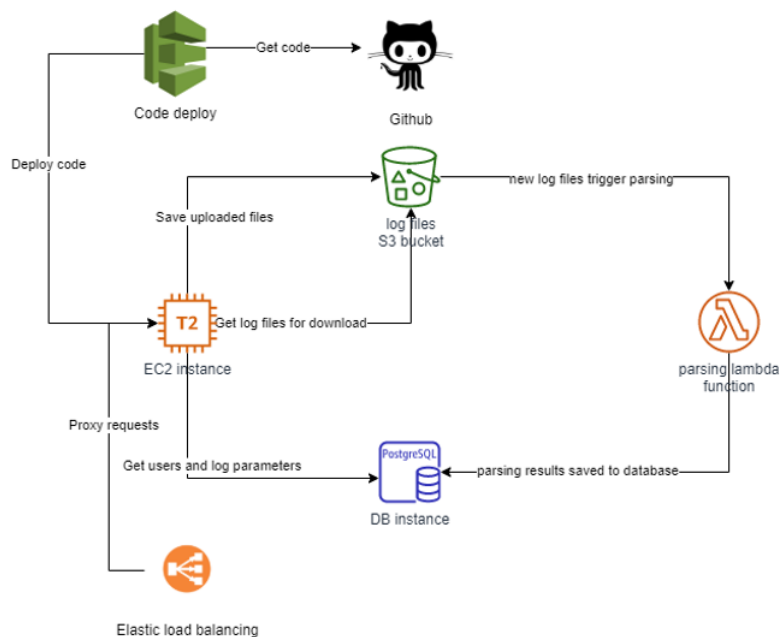 Get code
Code deploy
Github
Deploy code
new log files trigger parsing
Save uploaded files
log files
S3 bucket
T2
Get log files for download
EC2 instance
parsing lambda
function
Proxy requests
PostgreSQL
Get users and log parameters
parsing results saved to database
DB instance
Elastic load balancing